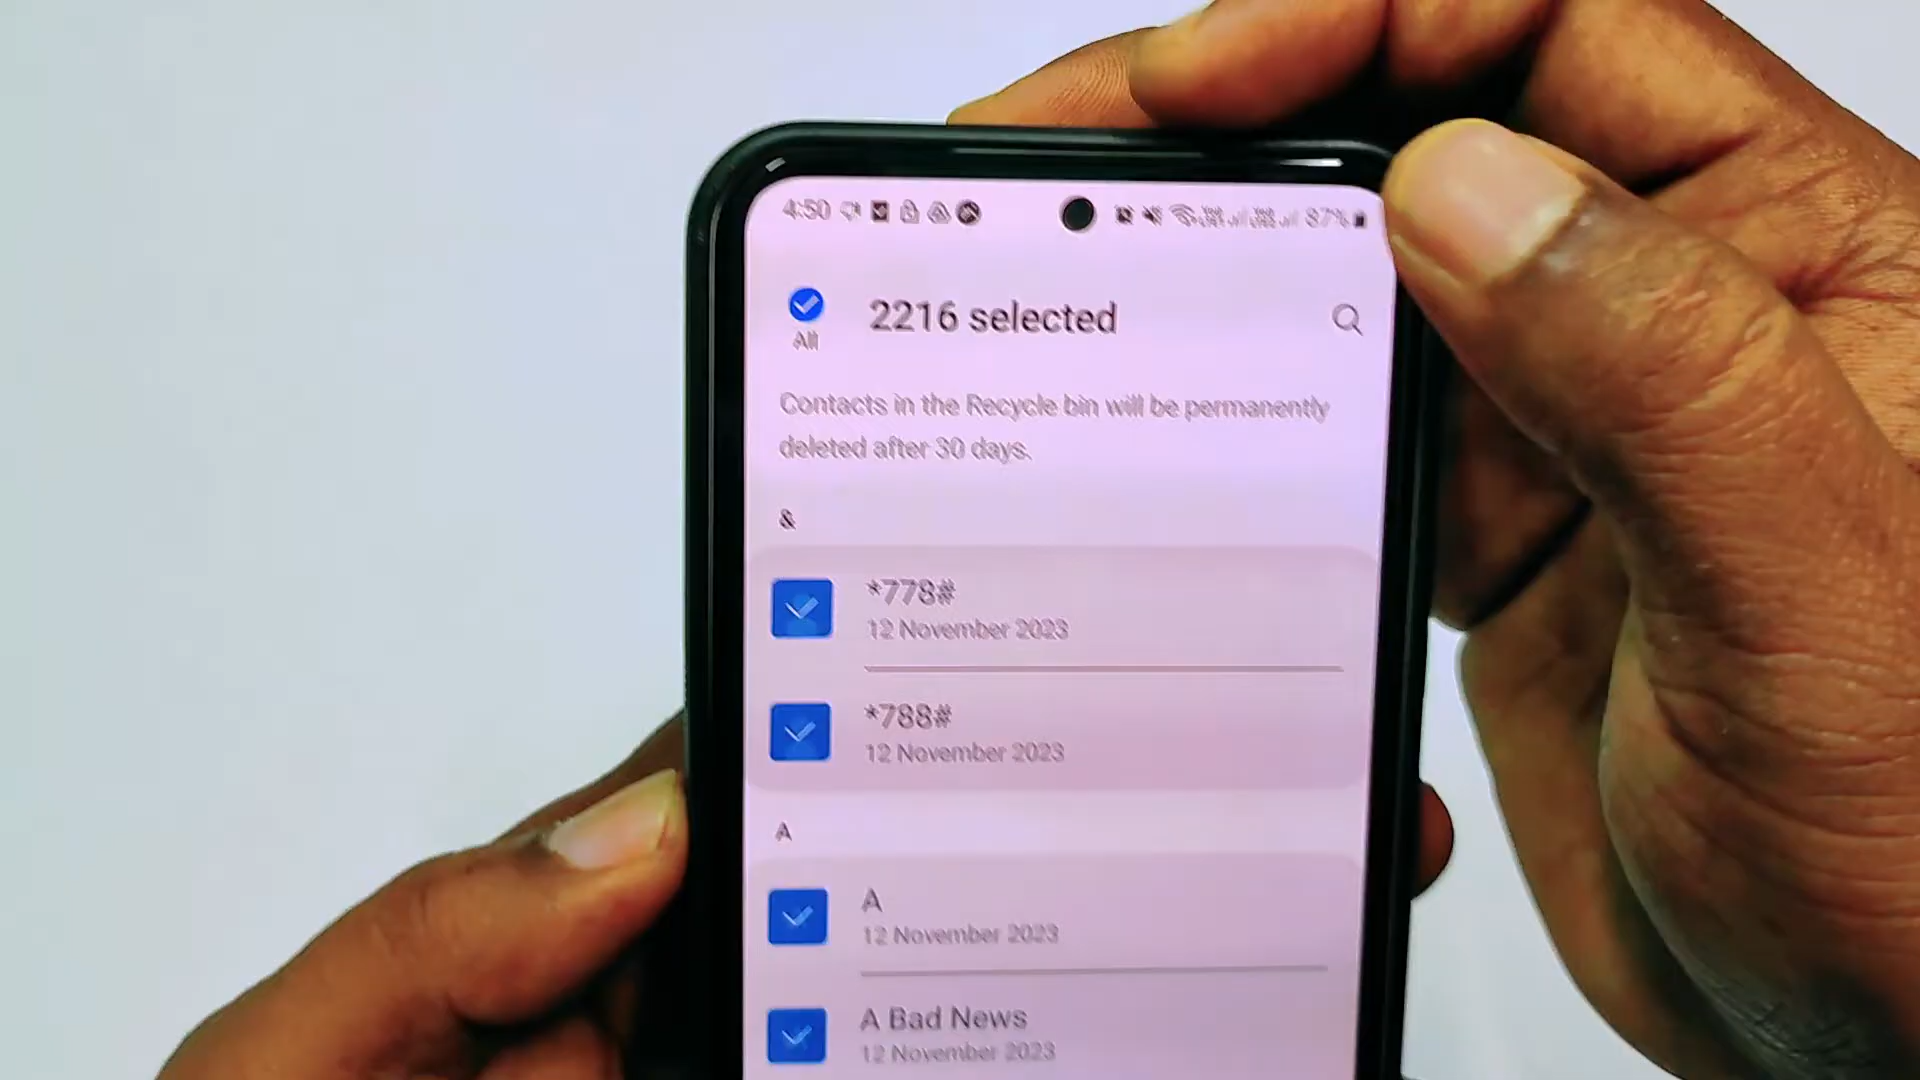 4:50
87%
2216 selected
All
Contacts in the Recycle bin will be permanently
deleted after 30 days.
&
*778#
12 November 2023
*788#
12 November 2023
A
A
12 November 2023
A Bad News
12 November 2023